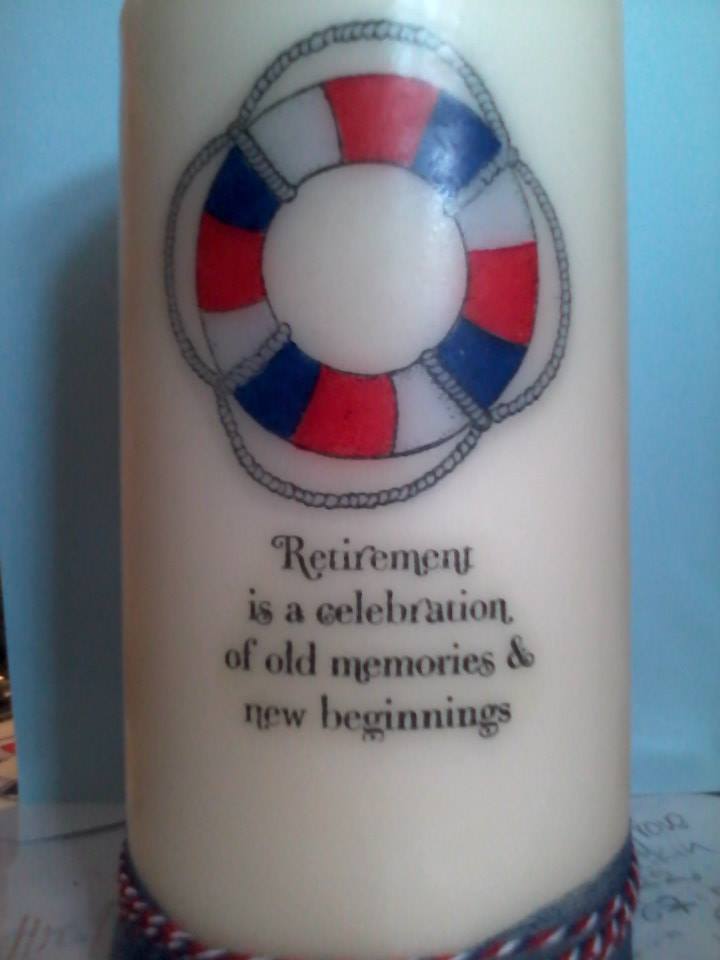 Retirement
is a celebration
of old memories &
new beginnings